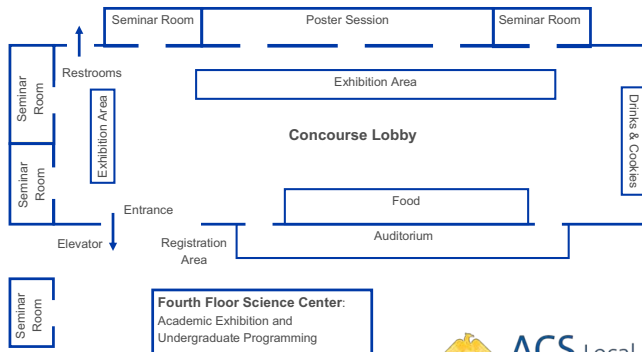 Seminar Room
Poster Session
Seminar Room
Restrooms
Exhibition Area
Seminar
Room
Exhibition Area
Drinks & Cookies
Concourse Lobby
Seminar
Room
Food
Entrance
Auditorium
Elevator
Registration
Area
Seminar
Room
Fourth Floor Science Center:
Academic Exhibition and
Undergraduate Programming
ACS Local